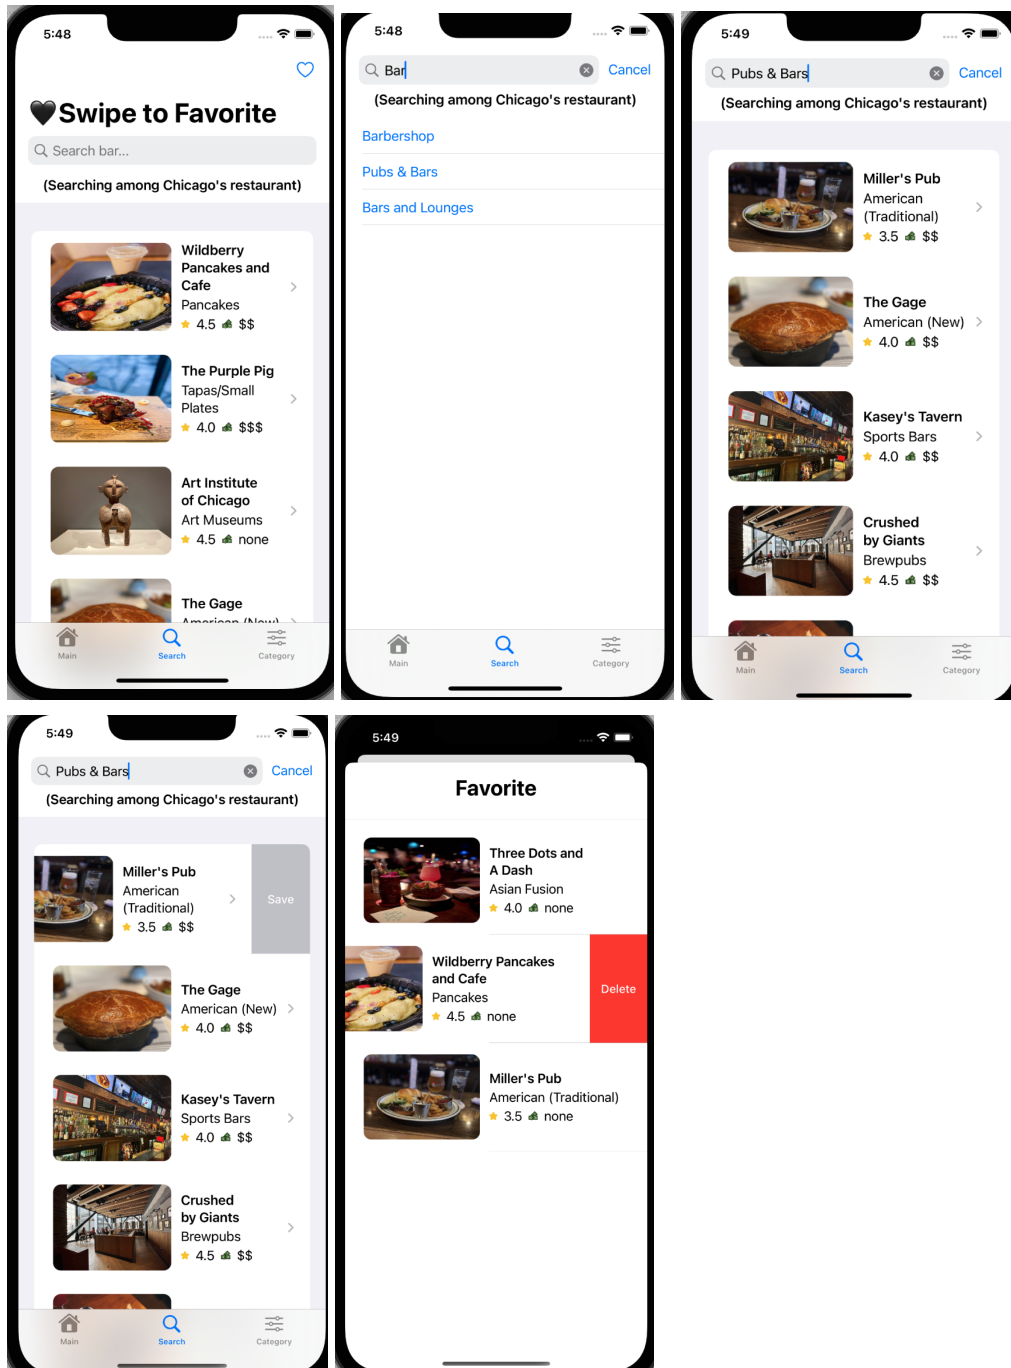 5:48
🖤Swipe to Favorite
Search bar...
(Searching among Chicago's restaurant)
Wildberry
Pancakes and
Cafe
Pancakes
4.5 $$
The Purple Pig
Tapas/Small
Plates
4.0 $$$
Art Institute
of Chicago
Art Museums
4.5 none
The Gage
American (New)
Main
Search
Category
5:48
Bar
Cancel
(Searching among Chicago's restaurant)
Barbershop
Pubs & Bars
Bars and Lounges
Main
Search
Category
5:49
Pubs & Bars
Cancel
(Searching among Chicago's restaurant)
Miller's Pub
American
(Traditional)
3.5 $$
The Gage
American (New)
4.0 $$
Kasey's Tavern
Sports Bars
4.0 $$
Crushed
by Giants
Brewpubs
4.5 $$
Main
Search
Category
5:49
Pubs & Bars
Cancel
(Searching among Chicago's restaurant)
Miller's Pub
American
(Traditional)
3.5 $$
Save
The Gage
American (New)
4.0 $$
Kasey's Tavern
Sports Bars
4.0 $$
Crushed
by Giants
Brewpubs
4.5 $$
Main
Search
Category
5:49
Favorite
Three Dots and
A Dash
Asian Fusion
4.0 none
Wildberry Pancakes
and Cafe
Pancakes
4.5 none
Delete
Miller's Pub
American (Traditional)
3.5 none